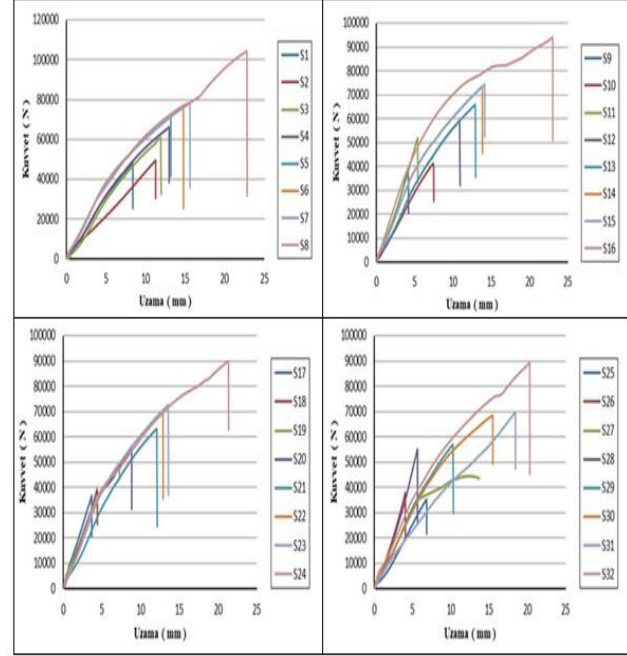 Kuvvet ( N )
120000
100000
80000
60000
40000
20000
0
0 5 10 15 20 25
Uzama ( mm )
S1
S2
S3
S4
S5
S6
S7
S8
Kuvvet ( N )
100000
90000
80000
70000
60000
50000
40000
30000
20000
10000
0
0 5 10 15 20 25
Uzama ( mm )
S9
S10
S11
S12
S13
S14
S15
S16
Kuvvet ( N )
100000
90000
80000
70000
60000
50000
40000
30000
20000
10000
0
0 5 10 15 20 25
Uzama ( mm )
S17
S18
S19
S20
S21
S22
S23
S24
Kuvvet ( N )
100000
90000
80000
70000
60000
50000
40000
30000
20000
10000
0
0 5 10 15 20 25
Uzama ( mm )
S25
S26
S27
S28
S29
S30
S31
S32